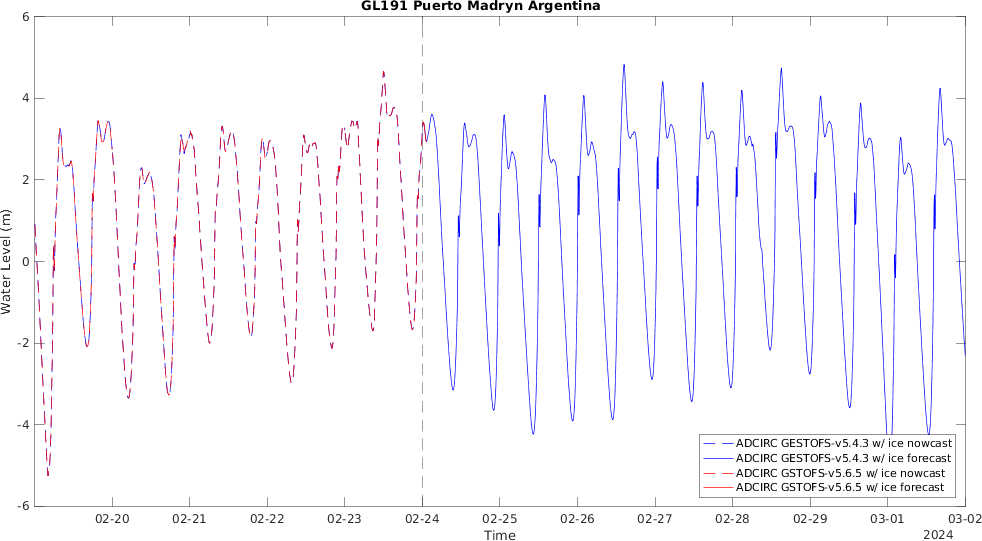 GL191 Puerto Madryn Argentina
6
4
2
0
-2
-4
-6
Water Level (m)
02-20 02-21 02-22 02-23 02-24 02-25 02-26 02-27 02-28 02-29 03-01 03-02
Time 2024
ADCIRC GESTOFS-v5.4.3 w/ ice nowcast
ADCIRC GESTOFS-v5.4.3 w/ ice forecast
ADCIRC GSTOFS-v5.6.5 w/ ice nowcast
ADCIRC GSTOFS-v5.6.5 w/ ice forecast